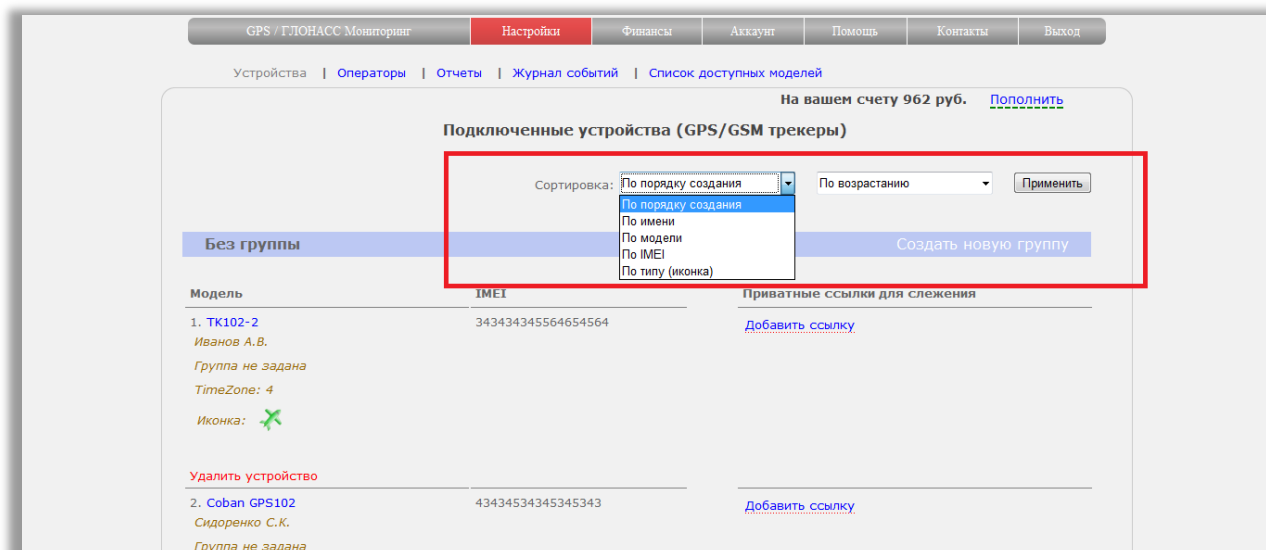 GPS / ГЛОНАСС Мониторинг Настройки Финансы Аккаунт Помощь Контакты Выход
Устройства | Операторы | Отчеты | Журнал событий | Список доступных моделей
На вашем счету 962 руб. Пополнить
Подключенные устройства (GPS/GSM трекеры)
Сортировка: По порядку создания По возрастанию Применить
По порядку создания
По имени
По модели
По IMEI
По типу (иконка)
Без группы Создать новую группу
Модель IMEI Приватные ссылки для слежения
1. TK102-2 343434345564654564 Добавить ссылку
Иванов А.В.
Группа не задана
TimeZone: 4
Иконка:
Удалить устройство
2. Coban GPS102 43434534345345343 Добавить ссылку
Сидоренко С.К.
Группа не задана